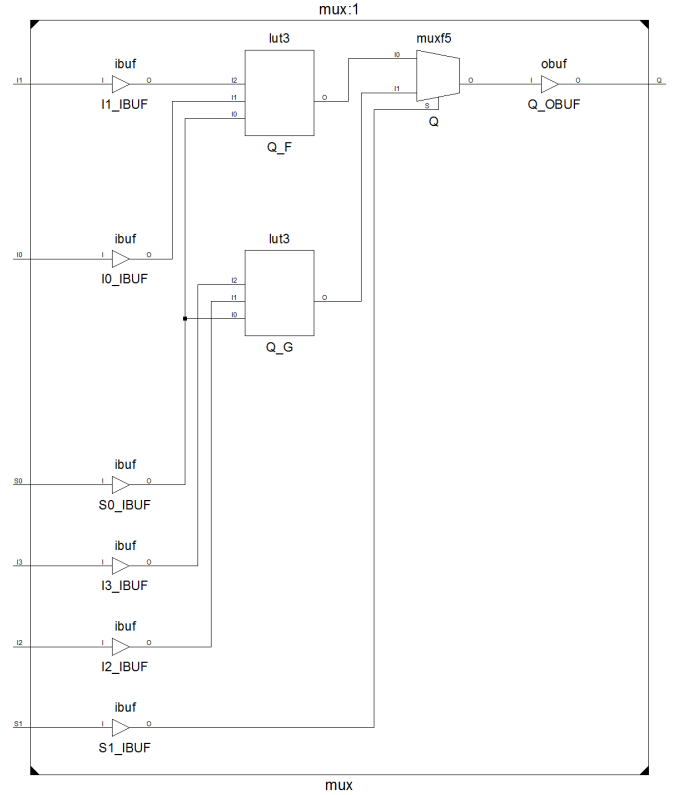 mux:1
lut3 muxf5
ibuf obuf
I1 I O I2 O I0 O I O Q
I1_IBUF I1 I1 Q_OBUF
I0 S
Q_F Q
ibuf lut3
I0 I O
I0_IBUF I2
I1 O
I0
Q_G
ibuf
S0 I O
S0_IBUF
ibuf
I3 I O
I3_IBUF
ibuf
I2 I O
I2_IBUF
ibuf
S1 I O
S1_IBUF
mux